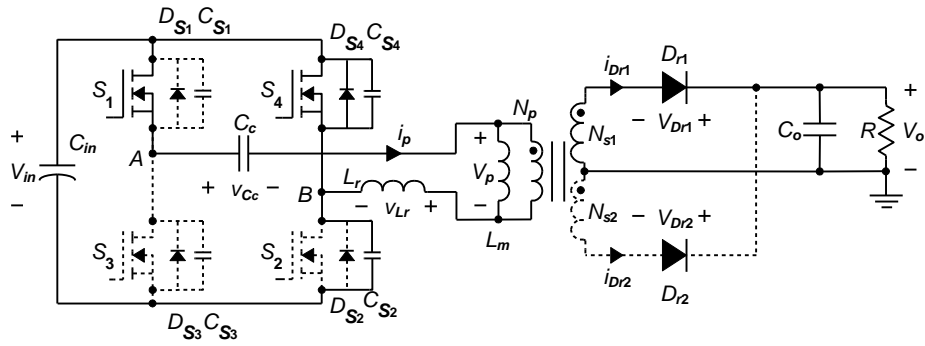 D_S1 C_S1
D_S4 C_S4
S_1
S_4
C_c
i_p
N_p
i_Dr1
D_r1
− V_Dr1 +
N_s1
C_o
R
+
V_o
−
+
V_in
−
C_in
A
+ v_Cc −
B
L_r
− v_Lr +
+
V_p
−
L_m
N_s2
− V_Dr2 +
i_Dr2
D_r2
S_3
S_2
D_S3 C_S3
D_S2 C_S2